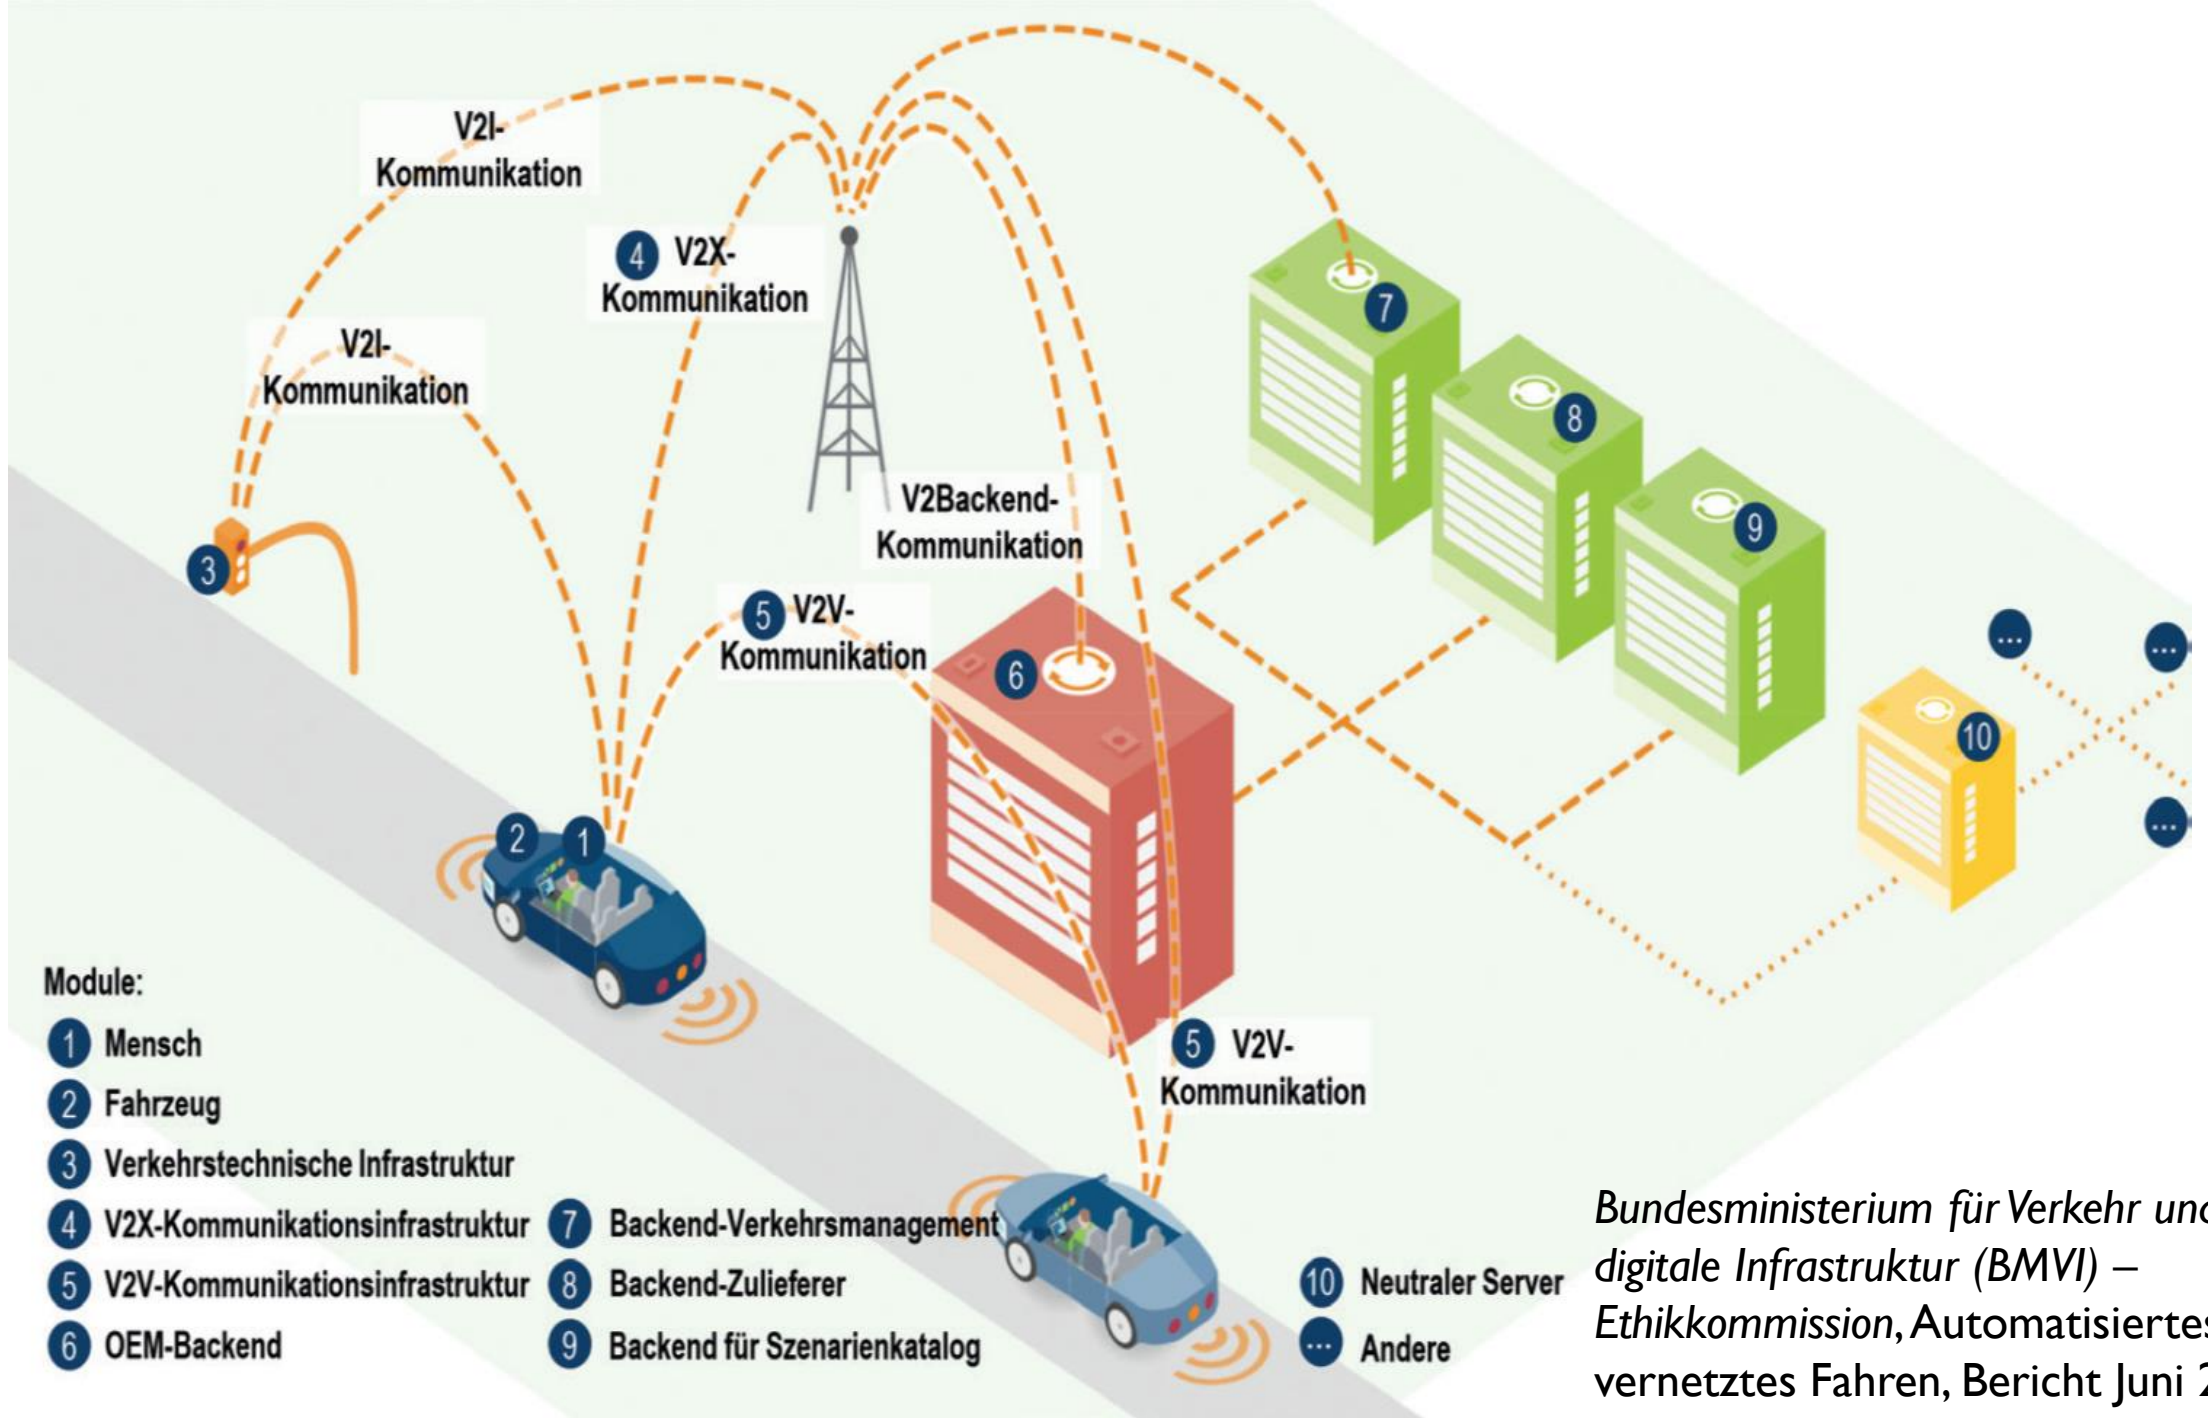 V2I-
Kommunikation
4 V2X-
Kommunikation
V2I-
Kommunikation
7
8
9
V2Backend-
Kommunikation
3
5 V2V-
Kommunikation
6
...
...
10
...
2
1
5 V2V-
Kommunikation
Module:
1 Mensch
2 Fahrzeug
3 Verkehrstechnische Infrastruktur
4 V2X-Kommunikationsinfrastruktur
5 V2V-Kommunikationsinfrastruktur
6 OEM-Backend
7 Backend-Verkehrsmanagement
8 Backend-Zulieferer
9 Backend für Szenarienkatalog
10 Neutraler Server
... Andere
Bundesministerium für Verkehr und
digitale Infrastruktur (BMVI) –
Ethikkommission, Automatisiertes
vernetztes Fahren, Bericht Juni 2